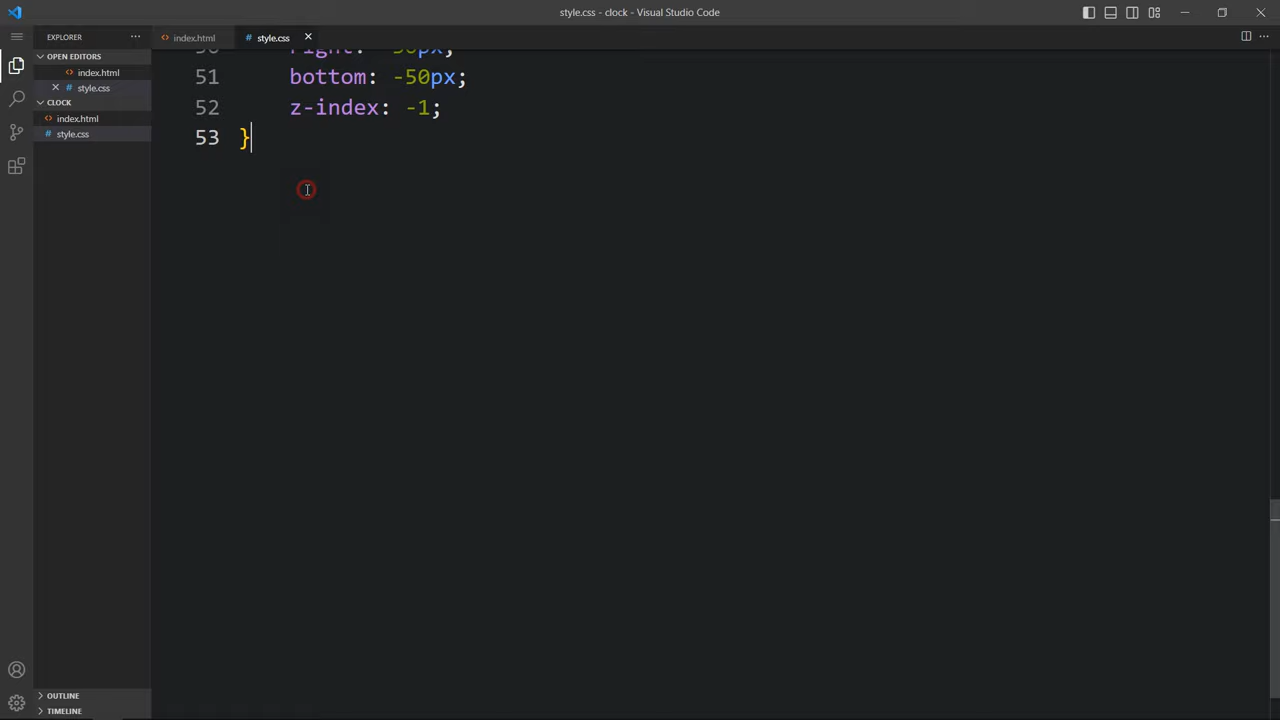 style.css - clock - Visual Studio Code
EXPLORER
index.html
style.css
OPEN EDITORS
index.html
style.css
CLOCK
index.html
style.css
OUTLINE
TIMELINE
51 bottom: -50px;
52 z-index: -1;
53 }